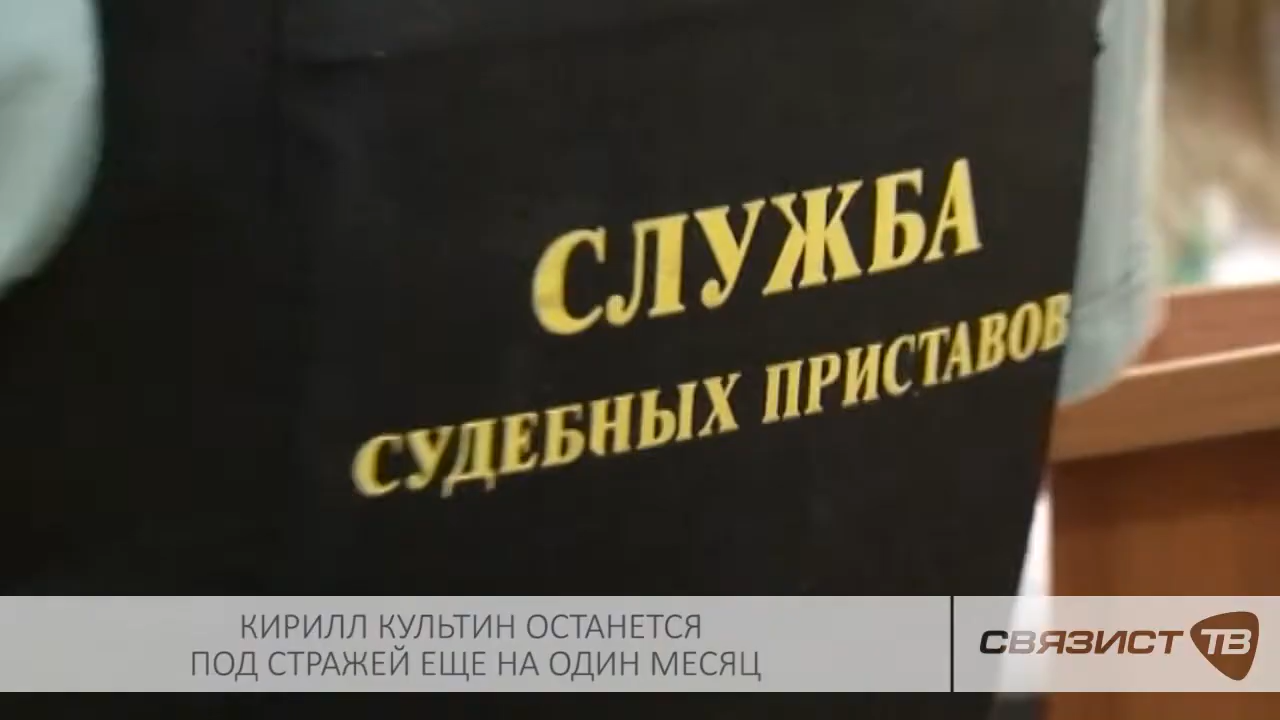 СЛУЖБА
СУДЕБНЫХ ПРИСТАВОВ
КИРИЛЛ КУЛЬТИН ОСТАНЕТСЯ
ПОД СТРАЖЕЙ ЕЩЕ НА ОДИН МЕСЯЦ
СВЯЗИСТ ТВ